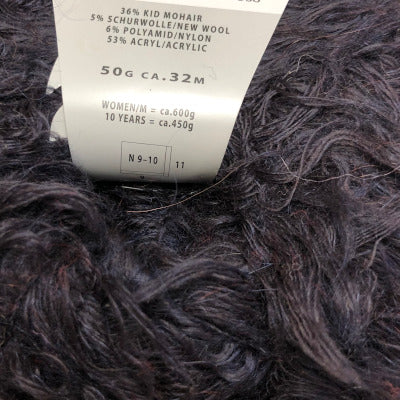 36% KID MOHAIR
5% SCHURWOLLE/NEW WOOL
6% POLYAMID/NYLON
53% ACRYL/ACRYLIC
50G CA.32M
WOMEN/M = ca.600g
10 YEARS = ca.450g
N 9-10
11